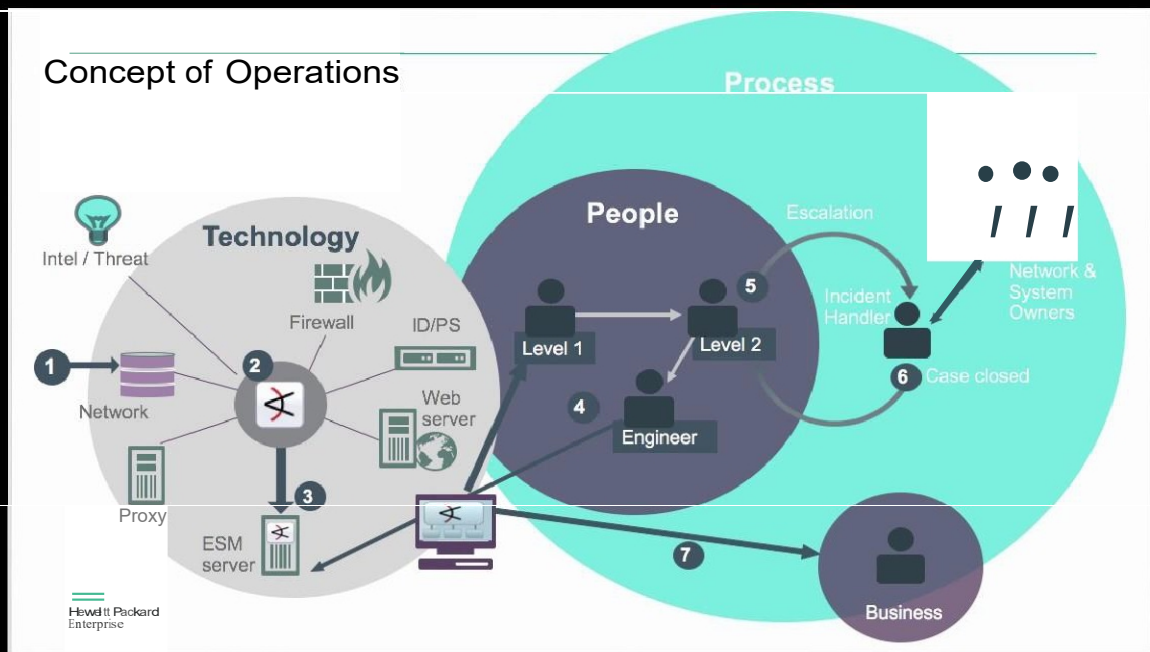 Concept of Operations
Process
People
Escalation
Technology
Intel / Threat
Network &
System
Owners
Incident
Handler
Firewall
ID/PS
5
Level 1
Level 2
1
2
6
Case closed
Network
Web
server
4
Engineer
3
Proxy
ESM
server
7
Business
Hewlett Packard
Enterprise